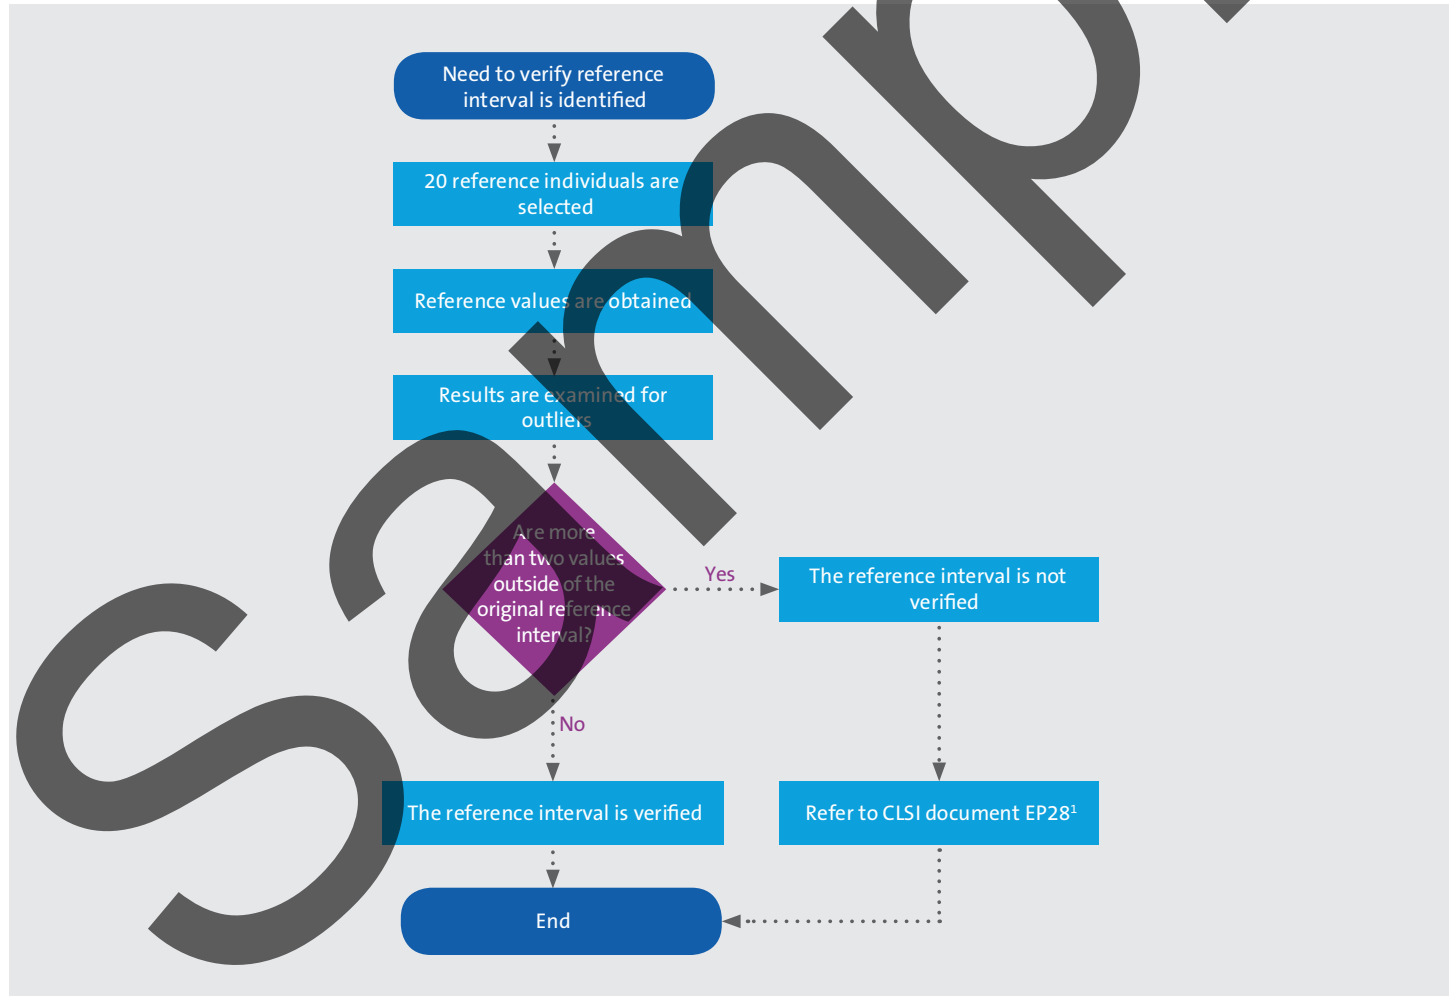 Need to verify reference
interval is identified
20 reference individuals are
selected
Reference values are obtained
Results are examined for
outliers
Are more
than two values
outside of the
original reference
interval?
Yes
The reference interval is not
verified
No
The reference interval is verified
Refer to CLSI document EP28¹
End
Samp